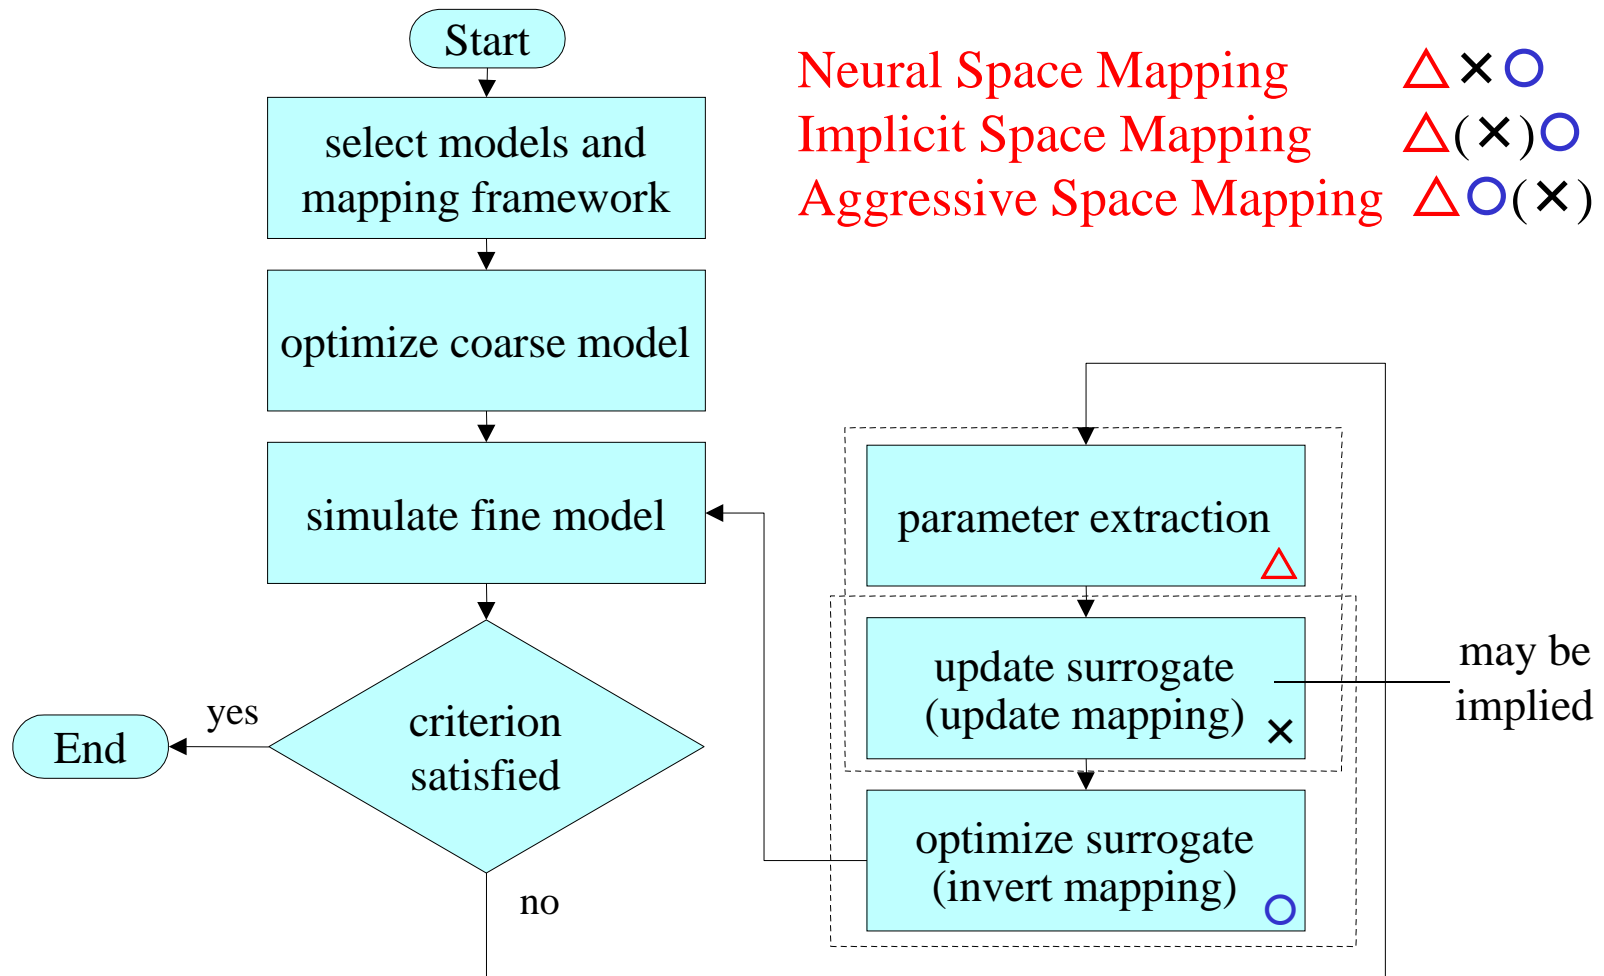 Start
Neural Space Mapping
Implicit Space Mapping ( )
Aggressive Space Mapping ( )
select models and
mapping framework
optimize coarse model
simulate fine model
parameter extraction
update surrogate
(update mapping)
may be
implied
optimize surrogate
(invert mapping)
criterion
satisfied
yes
End
no